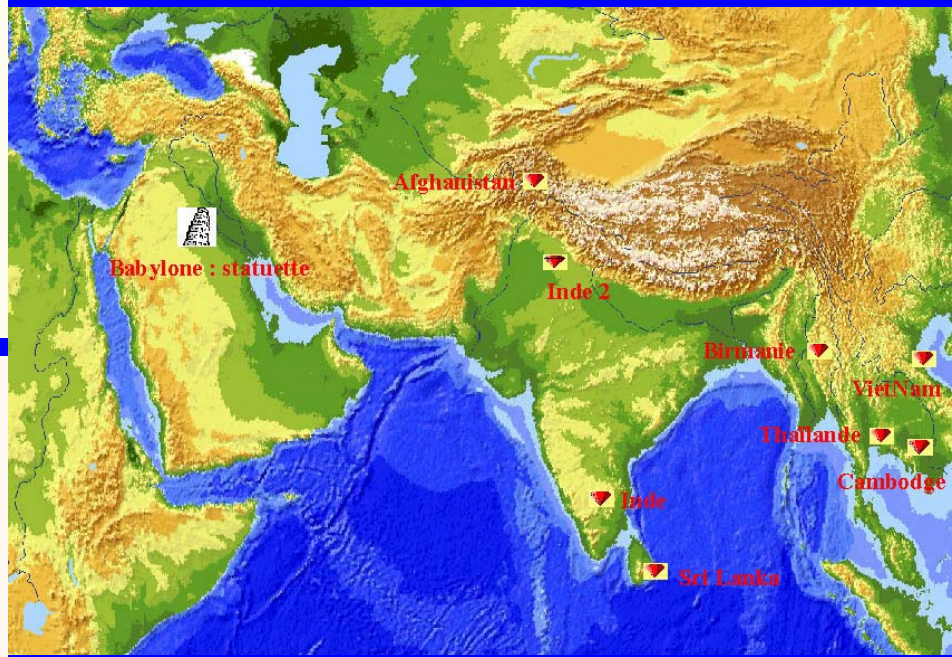 Afghanistan
Babylone : statuette
Inde 2
Birmanie
VietNam
Thaïlande
Cambodge
Inde
Sri Lanka